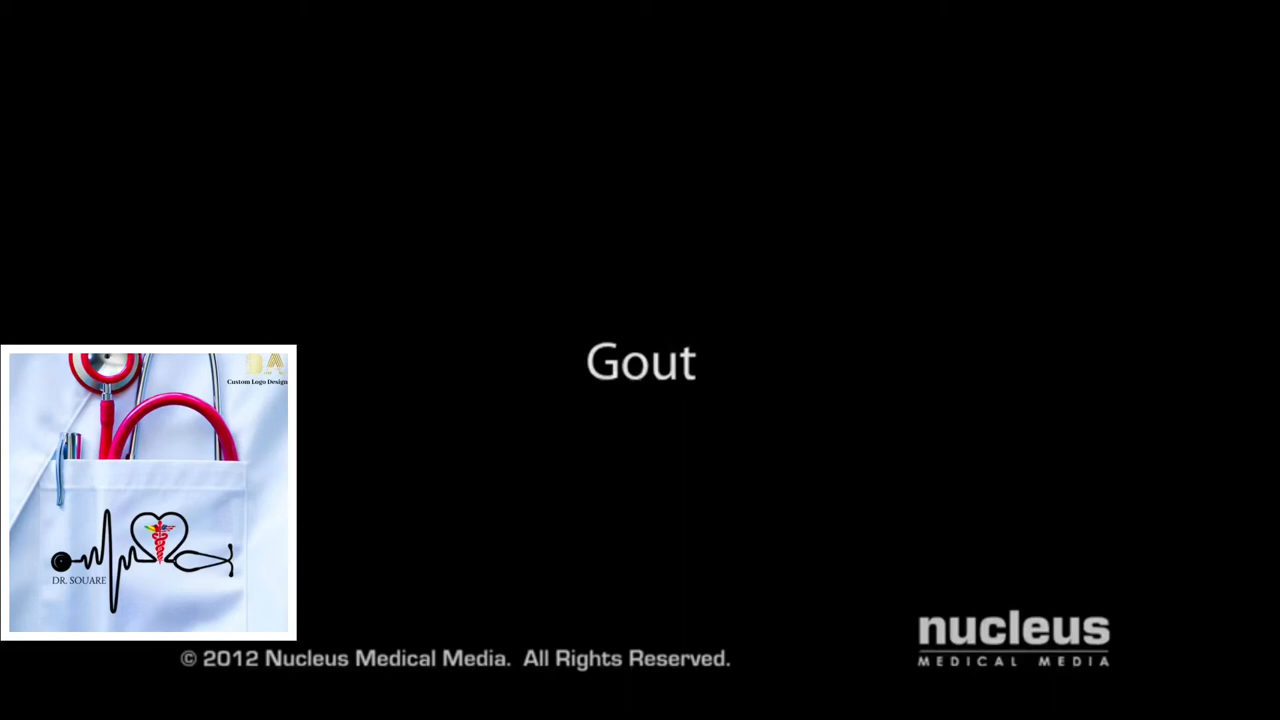 Gout
Custom Logo Design
DR. SOUARE
© 2012 Nucleus Medical Media. All Rights Reserved.
nucleus
MEDICAL MEDIA